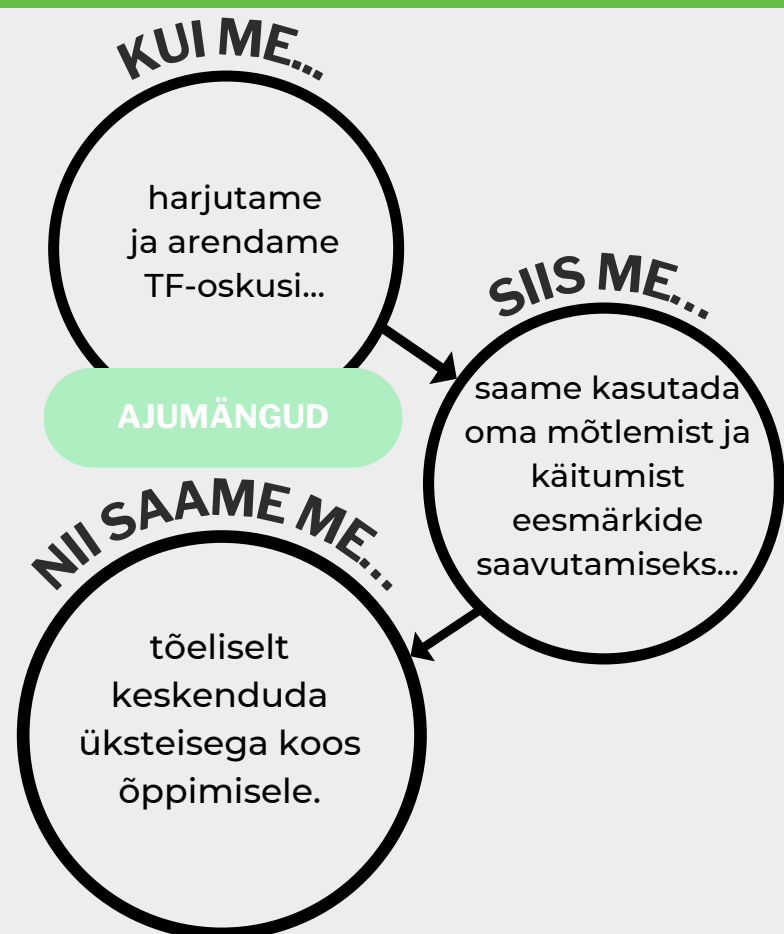 KUI ME...
harjutame
ja arendame
TF-oskusi...
AJUMÄNGUD
SIIS ME...
saame kasutada
oma mõtlemist ja
käitumist
eesmärkide
saavutamiseks...
NII SAAME ME...
tõeliselt
keskenduda
üksteisega koos
õppimisele.